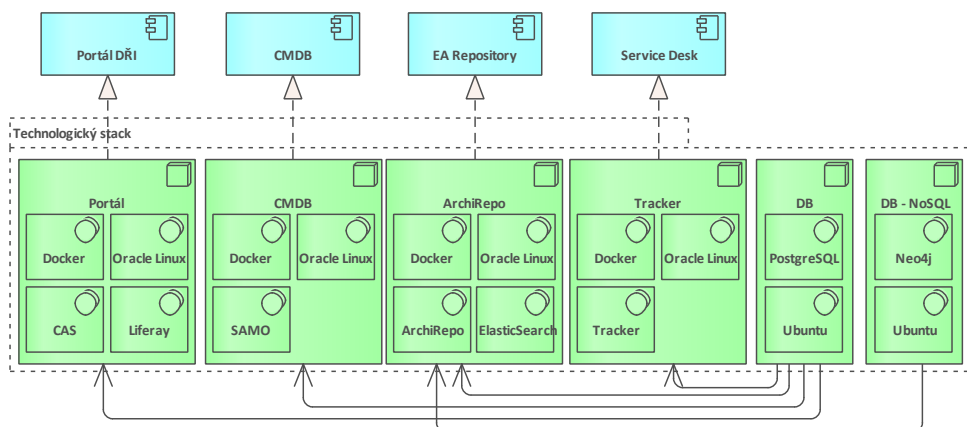 Portál DŘI
CMDB
EA Repository
Service Desk
Technologický stack
Portál
CMDB
ArchiRepo
Tracker
DB
DB - NoSQL
Docker
Oracle Linux
Docker
Oracle Linux
Docker
Oracle Linux
Docker
Oracle Linux
PostgreSQL
Neo4j
CAS
Liferay
SAMO
ArchiRepo
ElasticSearch
Tracker
Ubuntu
Ubuntu